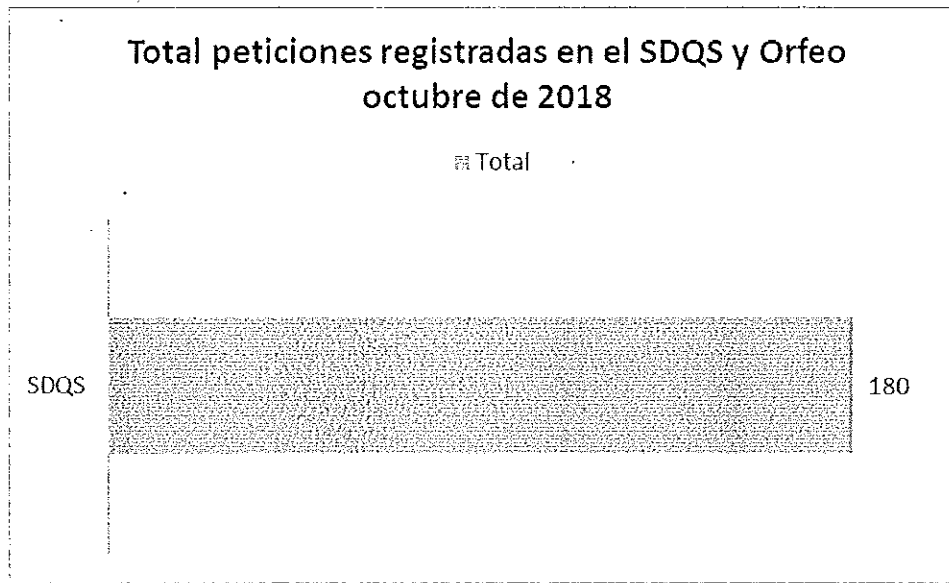 Total peticiones registradas en el SDQS y Orfeo
octubre de 2018
Total
SDQS
180